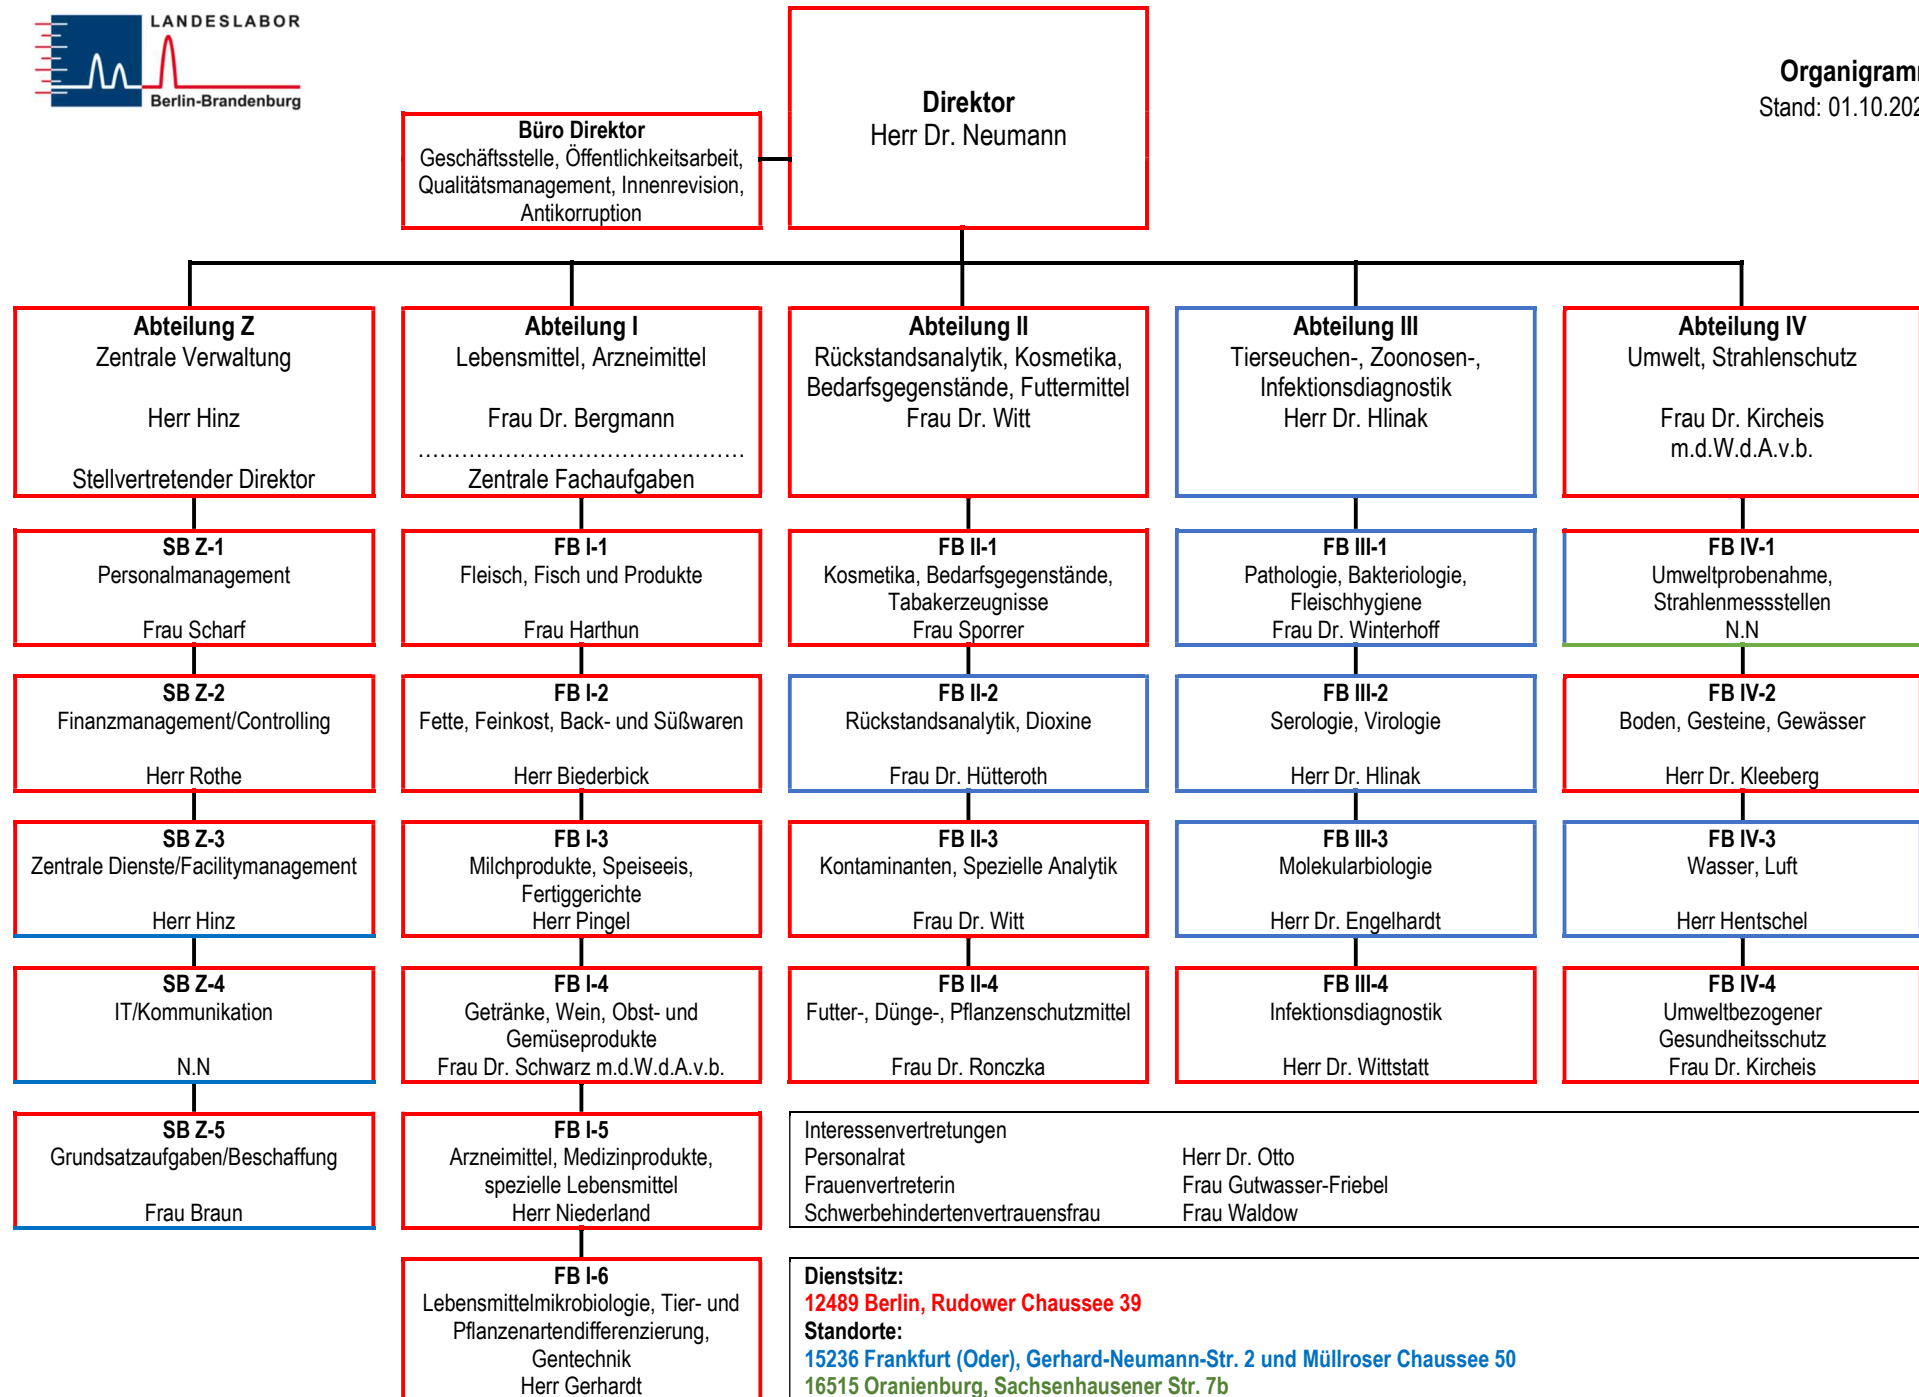 LANDESLABOR
Berlin-Brandenburg
Organigram
Stand: 01.10.202
Direktor
Herr Dr. Neumann
Büro Direktor
Geschäftsstelle, Öffentlichkeitsarbeit,
Qualitätsmanagement, Innenrevision,
Antikorruption
Abteilung Z
Zentrale Verwaltung
Herr Hinz
Stellvertretender Direktor
Abteilung I
Lebensmittel, Arzneimittel
Frau Dr. Bergmann
…………………………………………
Zentrale Fachaufgaben
Abteilung II
Rückstandsanalytik, Kosmetika,
Bedarfsgegenstände, Futtermittel
Frau Dr. Witt
Abteilung III
Tierseuchen-, Zoonosen-,
Infektionsdiagnostik
Herr Dr. Hlinak
Abteilung IV
Umwelt, Strahlenschutz
Frau Dr. Kircheis
m.d.W.d.A.v.b.
SB Z-1
Personalmanagement
Frau Scharf
FB I-1
Fleisch, Fisch und Produkte
Frau Harthun
FB II-1
Kosmetika, Bedarfsgegenstände,
Tabakerzeugnisse
Frau Sporrer
FB III-1
Pathologie, Bakteriologie,
Fleischhygiene
Frau Dr. Winterhoff
FB IV-1
Umweltprobenahme,
Strahlenmessstellen
N.N
SB Z-2
Finanzmanagement/Controlling
Herr Rothe
FB I-2
Fette, Feinkost, Back- und Süßwaren
Herr Biederbick
FB II-2
Rückstandsanalytik, Dioxine
Frau Dr. Hütteroth
FB III-2
Serologie, Virologie
Herr Dr. Hlinak
FB IV-2
Boden, Gesteine, Gewässer
Herr Dr. Kleeberg
SB Z-3
Zentrale Dienste/Facilitymanagement
Herr Hinz
FB I-3
Milchprodukte, Speiseeis,
Fertiggerichte
Herr Pingel
FB II-3
Kontaminanten, Spezielle Analytik
Frau Dr. Witt
FB III-3
Molekularbiologie
Herr Dr. Engelhardt
FB IV-3
Wasser, Luft
Herr Hentschel
SB Z-4
IT/Kommunikation
N.N
FB I-4
Getränke, Wein, Obst- und
Gemüseprodukte
Frau Dr. Schwarz m.d.W.d.A.v.b.
FB II-4
Futter-, Dünge-, Pflanzenschutzmittel
Frau Dr. Ronczka
FB III-4
Infektionsdiagnostik
Herr Dr. Wittstatt
FB IV-4
Umweltbezogener
Gesundheitsschutz
Frau Dr. Kircheis
SB Z-5
Grundsatzaufgaben/Beschaffung
Frau Braun
FB I-5
Arzneimittel, Medizinprodukte,
spezielle Lebensmittel
Herr Niederland
Interessenvertretungen
Personalrat Herr Dr. Otto
Frauenvertreterin Frau Gutwasser-Friebel
Schwerbehindertenvertrauensfrau Frau Waldow
FB I-6
Lebensmittelmikrobiologie, Tier- und
Pflanzenartendifferenzierung,
Gentechnik
Herr Gerhardt
Dienstsitz:
12489 Berlin, Rudower Chaussee 39
Standorte:
15236 Frankfurt (Oder), Gerhard-Neumann-Str. 2 und Müllroser Chaussee 50
16515 Oranienburg, Sachsenhausener Str. 7b